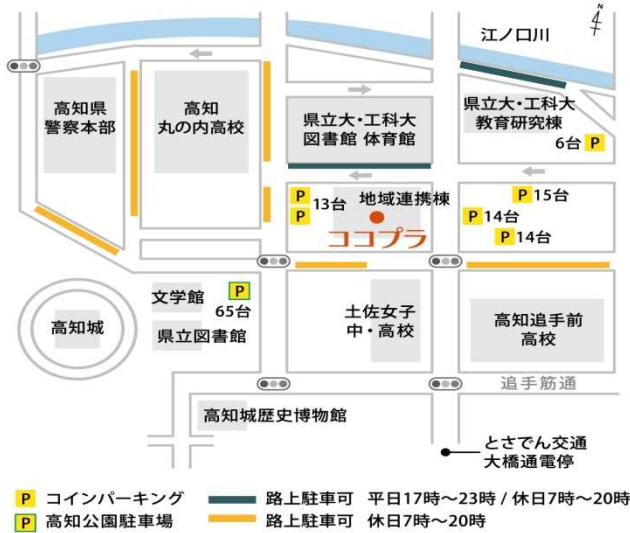 江ノ口川
高知県
警察本部
高知
丸の内高校
県立大・工科大
図書館 体育館
県立大・工科大
教育研究棟
6台 P
P
P
13台
地域連携棟
ココプラ
P 15台
P 14台
P 14台
文学館
P
65台
県立図書館
高知城
土佐女子
中・高校
高知追手前
高校
追手筋通
高知城歴史博物館
とさでん交通
大橋通電停
P コインパーキング
路上駐車可 平日17時～23時 / 休日7時～20時
P 高知公園駐車場
路上駐車可 休日7時～20時